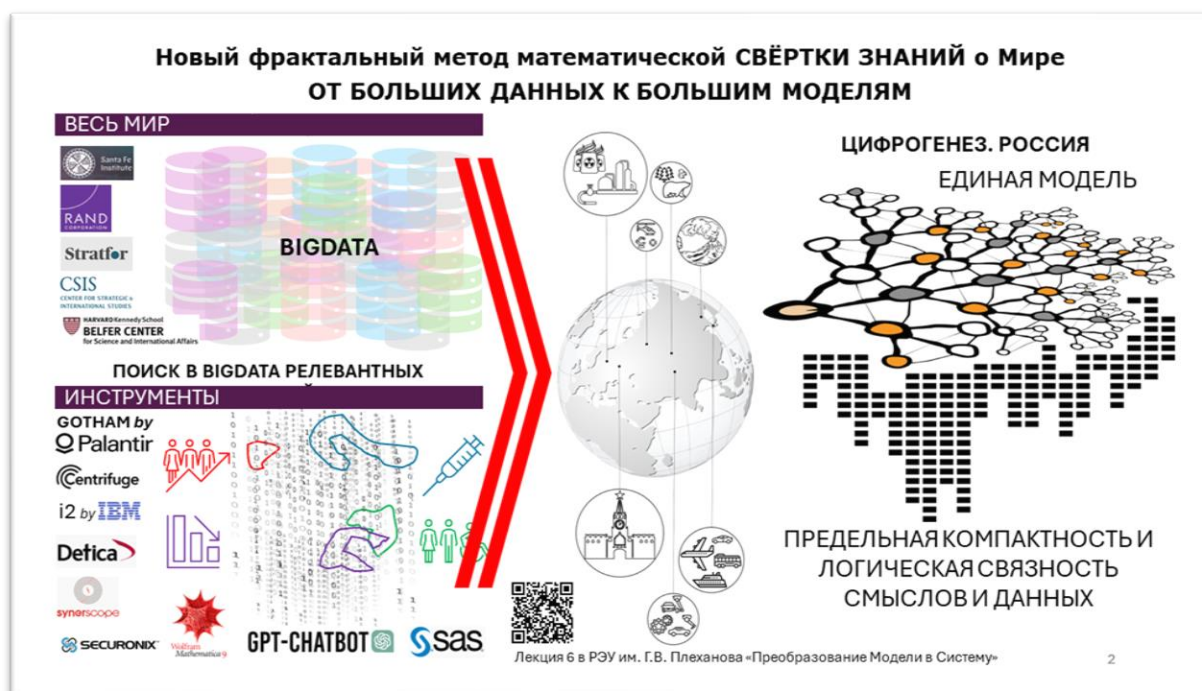 Новый фрактальный метод математической СВЁРТКИ ЗНАНИЙ о Мире
ОТ БОЛЬШИХ ДАННЫХ К БОЛЬШИМ МОДЕЛЯМ
ВЕСЬ МИР
Santa Fe
Institute
RAND
CORPORATION
Stratfor
CSIS
CENTER FOR STRATEGIC &
INTERNATIONAL STUDIES
HARVARD Kennedy School
BELFER CENTER
for Science and International Affairs
BIGDATA
ПОИСК В BIGDATA РЕЛЕВАНТНЫХ
ИНСТРУМЕНТЫ
GOTHAM by
Palantir
Centrifuge
i2 by IBM
Detica
synerscope
SECURONIX
Wolfram
Mathematica 9
GPT-CHATBOT
sas
ЦИФРОГЕНЕЗ. РОССИЯ
ЕДИНАЯ МОДЕЛЬ
ПРЕДЕЛЬНАЯ КОМПАКТНОСТЬ И
ЛОГИЧЕСКАЯ СВЯЗНОСТЬ
СМЫСЛОВ И ДАННЫХ
Лекция 6 в РЭУ им. Г.В. Плеханова «Преобразование Модели в Систему»
2